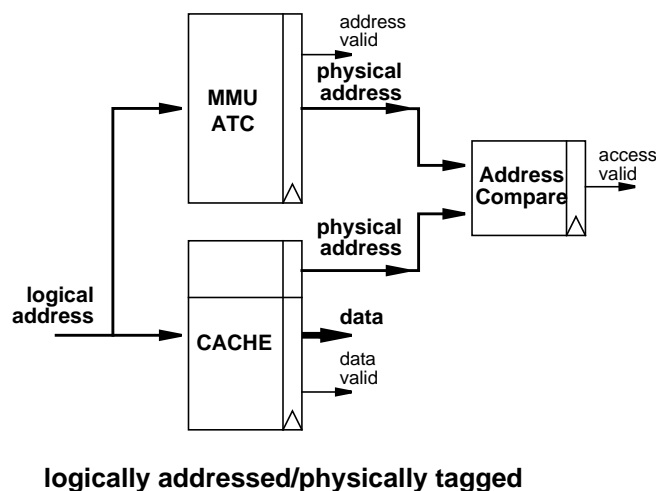 address
valid
physical
address
MMU
ATC
Address
Compare
access
valid
physical
address
logical
address
CACHE
data
data
valid
logically addressed/physically tagged